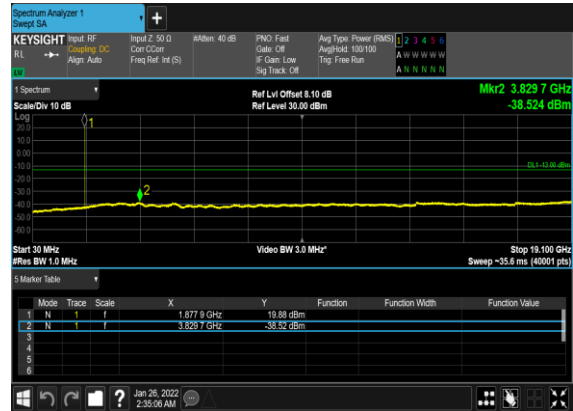 Spectrum Analyzer 1
Swept SA
KEYSIGHT Input: RF Input Z: 50 Ω #Atten: 40 dB PNO: Fast Avg Type: Power (RMS) 1 2 3 4 5 6
RL Coupling: DC Corr CCorr Gate: Off Avg|Hold: 100/100 A W W W W W
Align: Auto Freq Ref: Int (S) IF Gain: Low Trig: Free Run
Sig Track: Off A N N N N N
LW
1 Spectrum Ref Lvl Offset 8.10 dB Mkr2 3.829 7 GHz
Scale/Div 10 dB Ref Level 30.00 dBm -38.524 dBm
Log
1
20.0
10.0
0.00
-10.0
DL1 -13.00 dBm
-20.0
-30.0
2
-40.0
-50.0
-60.0
Start 30 MHz Video BW 3.0 MHz* Stop 19.100 GHz
#Res BW 1.0 MHz Sweep ~35.6 ms (40001 pts)
5 Marker Table
Mode Trace Scale X Y Function Function Width Function Value
1 N 1 f 1.877 9 GHz 19.88 dBm
2 N 1 f 3.829 7 GHz -38.52 dBm
3
4
5
6
? Jan 26, 2022
2:35:06 AM